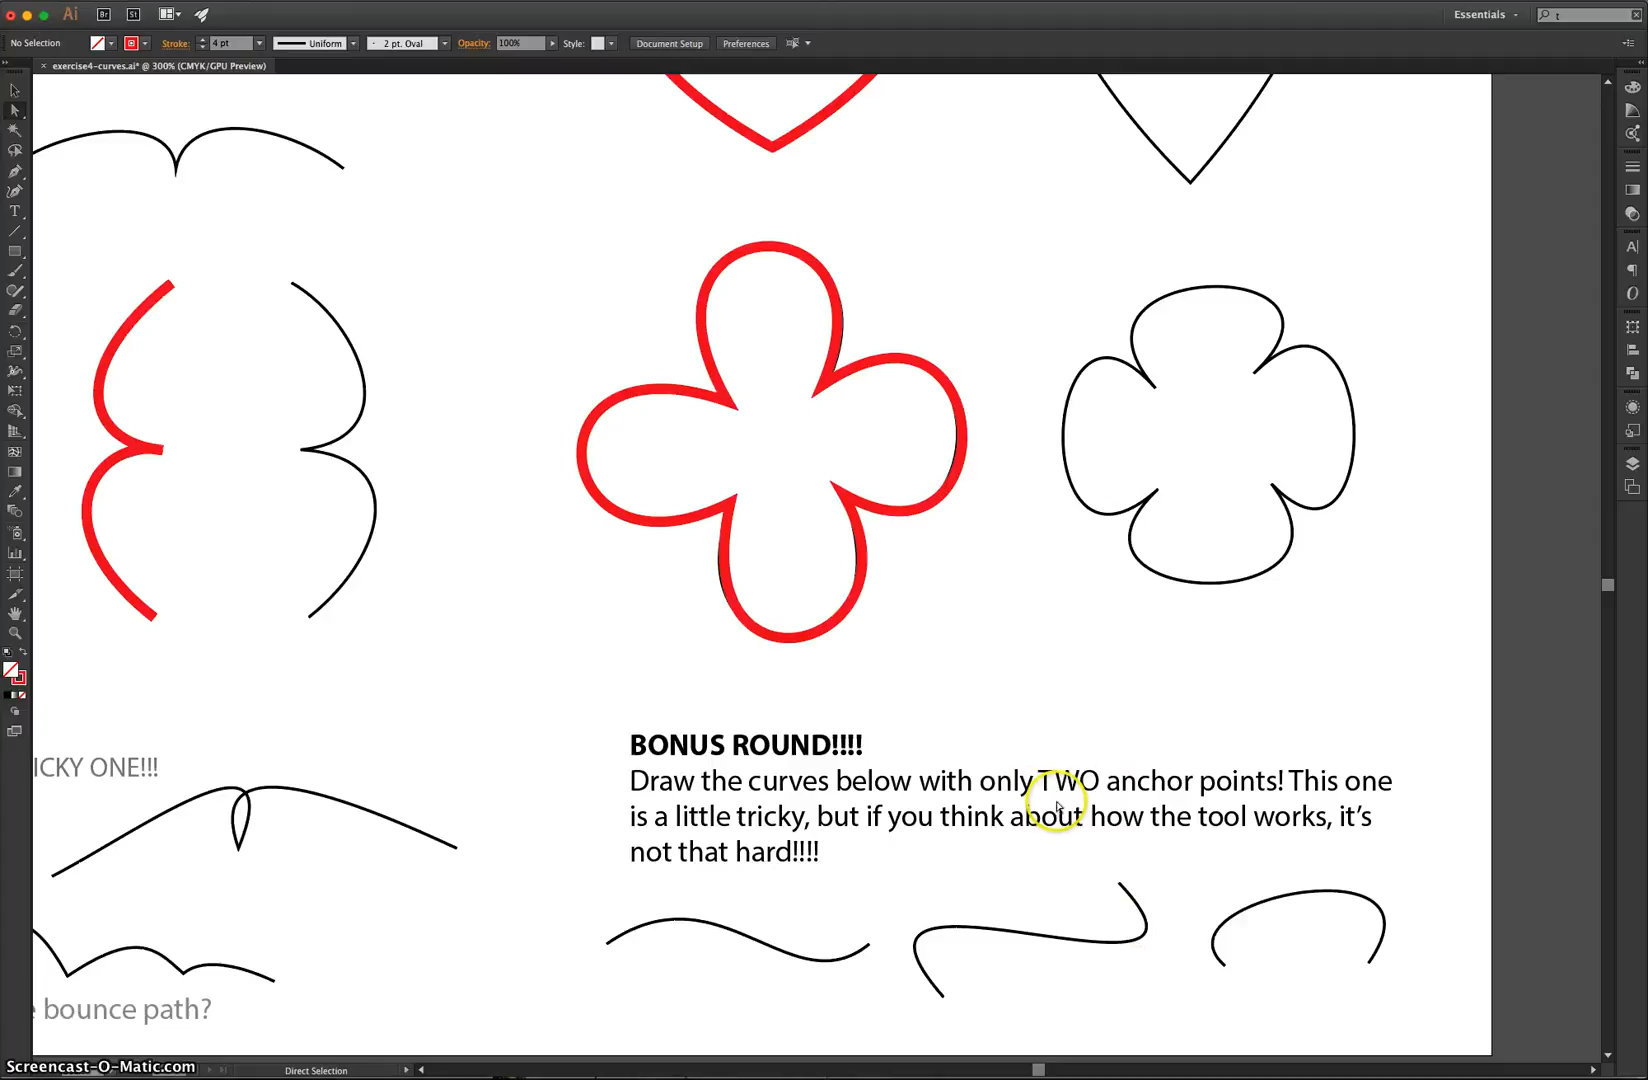 Ai Br St Essentials t
No Selection Stroke: 4 pt Uniform 2 pt. Oval Opacity: 100% Style: Document Setup Preferences
× exercise4-curves.ai* @ 300% (CMYK/GPU Preview)
BONUS ROUND!!!!
ICKY ONE!!!
Draw the curves below with only TWO anchor points! This one
is a little tricky, but if you think about how the tool works, it’s
not that hard!!!!
e bounce path?
Screencast-O-Matic.com
Direct Selection